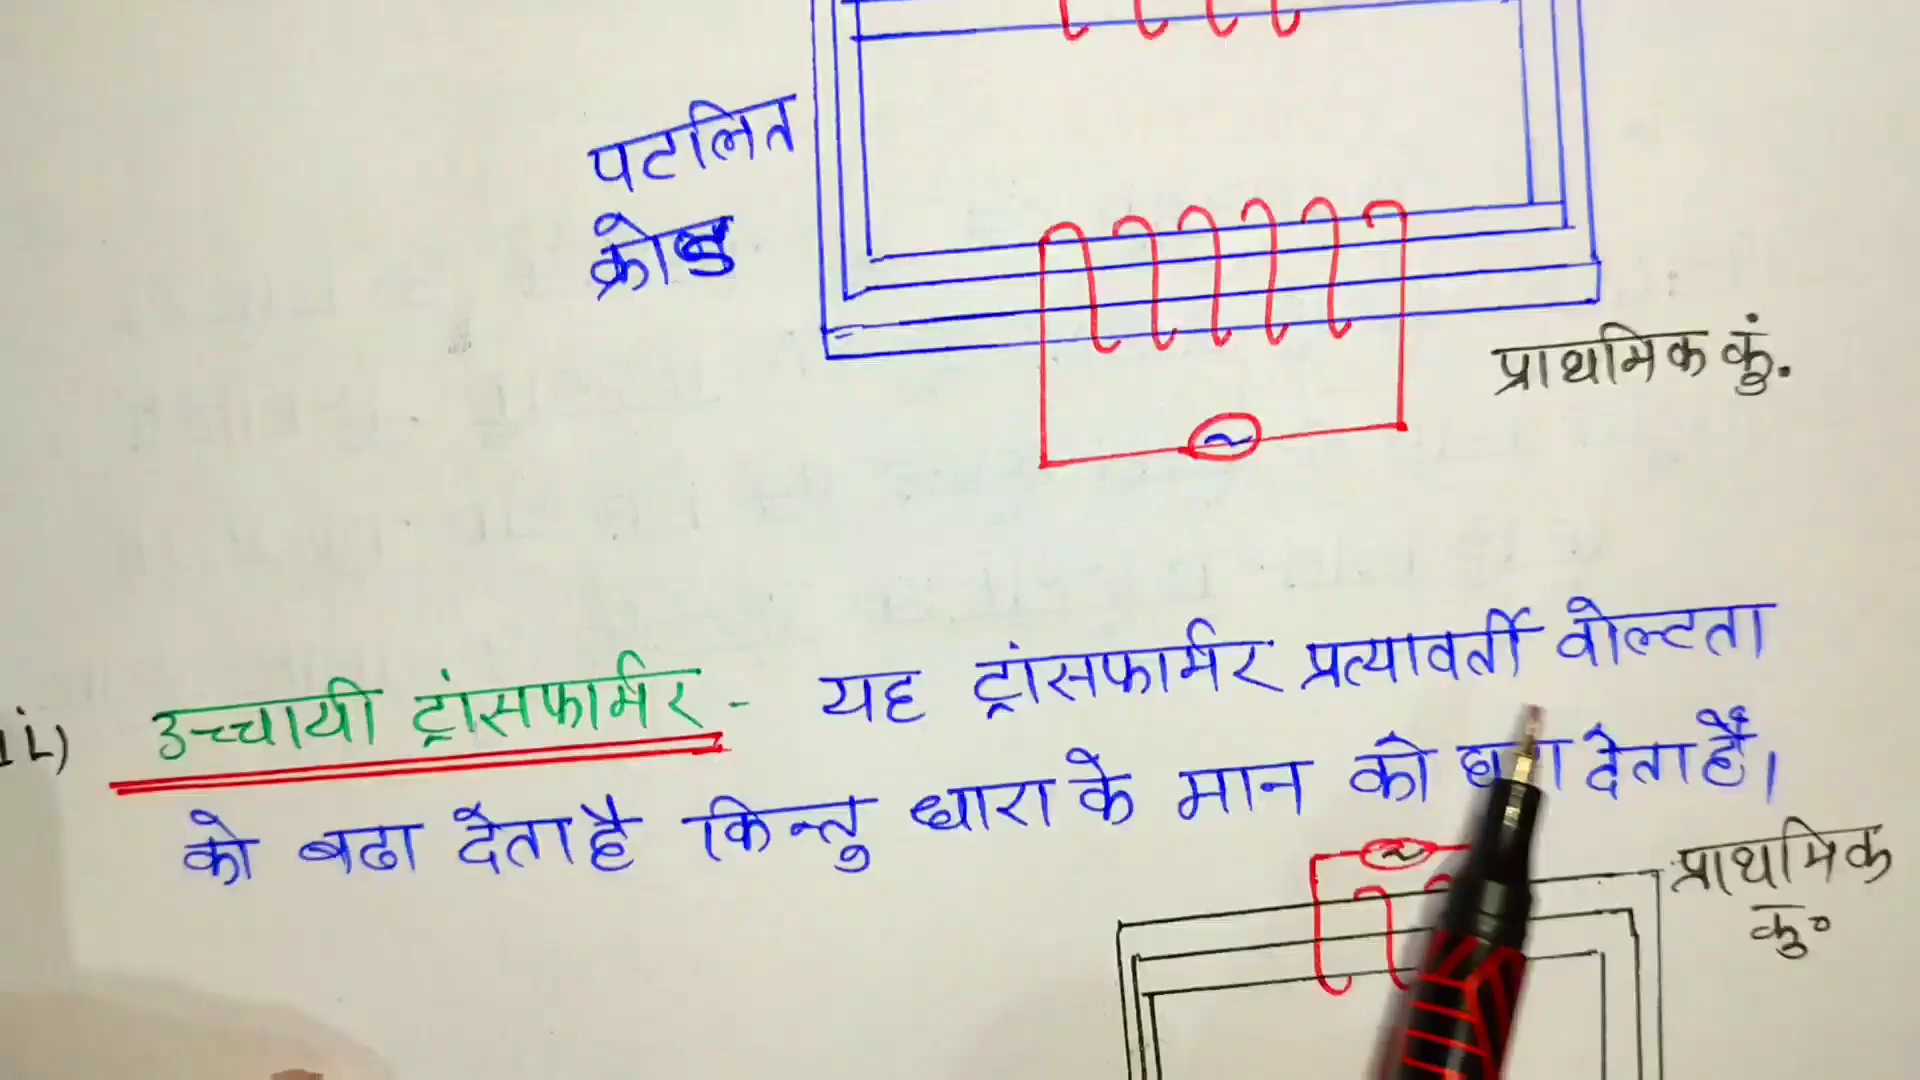 पटलित
प्राथमिक कुं.
ii) उच्चायी ट्रांसफार्मर - यह ट्रांसफार्मर प्रत्यावर्ती वोल्टता
को बढा देता है किन्तु धारा के मान को देता है।
प्राथमिक
कु०